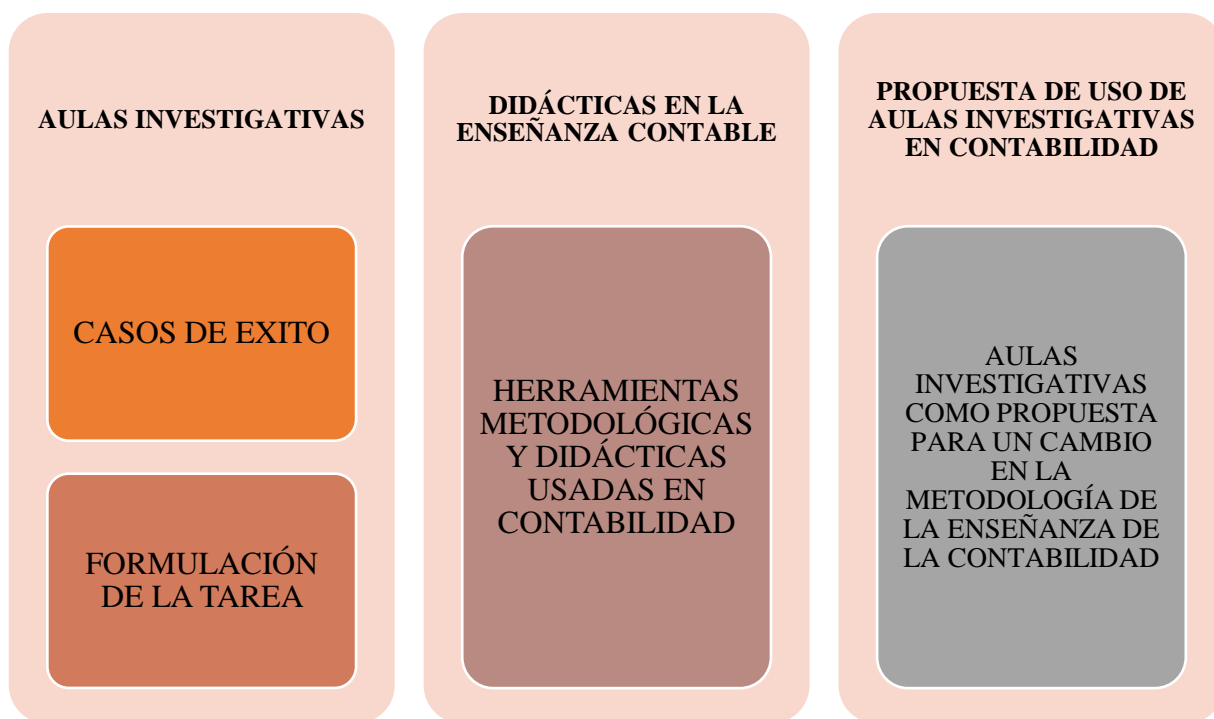 AULAS INVESTIGATIVAS
CASOS DE EXITO
FORMULACIÓN
DE LA TAREA
DIDÁCTICAS EN LA
ENSEÑANZA CONTABLE
HERRAMIENTAS
METODOLÓGICAS
Y DIDÁCTICAS
USADAS EN
CONTABILIDAD
PROPUESTA DE USO DE
AULAS INVESTIGATIVAS
EN CONTABILIDAD
AULAS
INVESTIGATIVAS
COMO PROPUESTA
PARA UN CAMBIO
EN LA
METODOLOGÍA DE
LA ENSEÑANZA DE
LA CONTABILIDAD